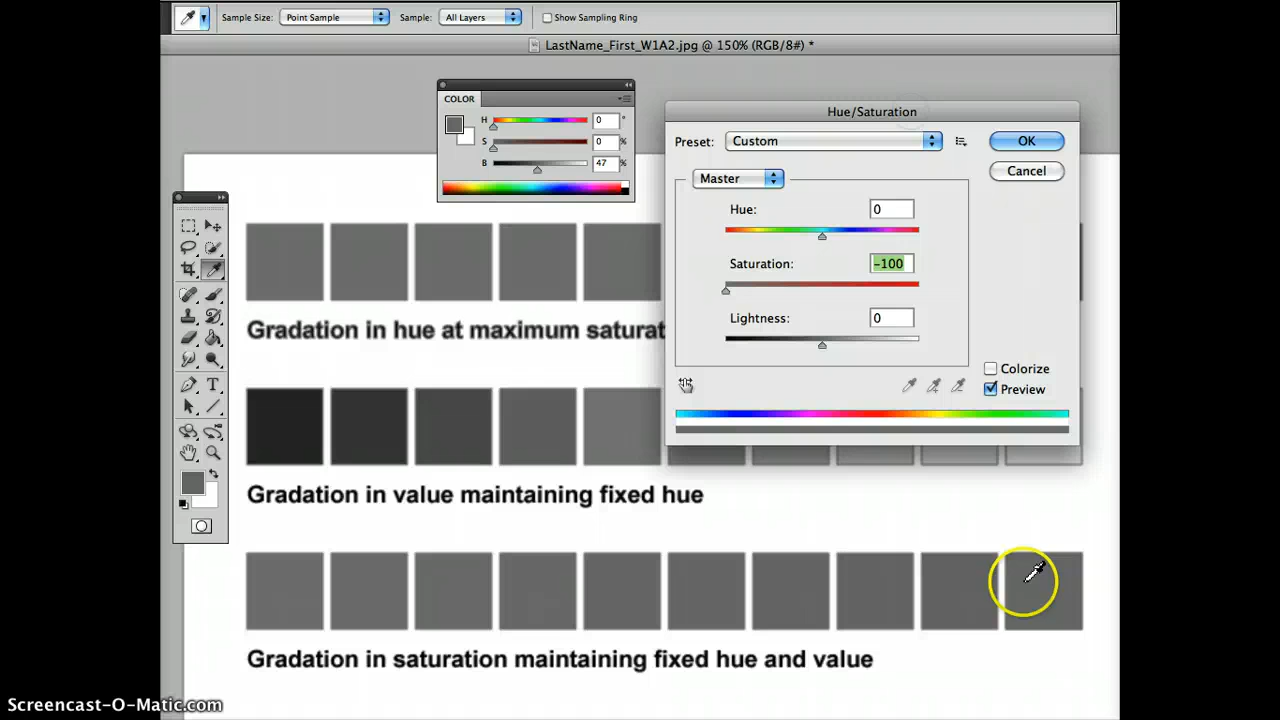 Sample Size: Point Sample Sample: All Layers Show Sampling Ring
LastName_First_W1A2.jpg @ 150% (RGB/8#) *
COLOR
H 0 °
S 0 %
B 47 %
Hue/Saturation
Preset: Custom OK
Cancel
Master
Hue: 0
Saturation: -100
Lightness: 0
Colorize
Preview
Gradation in hue at maximum saturat
Gradation in value maintaining fixed hue
Gradation in saturation maintaining fixed hue and value
T
Screencast-O-Matic.com